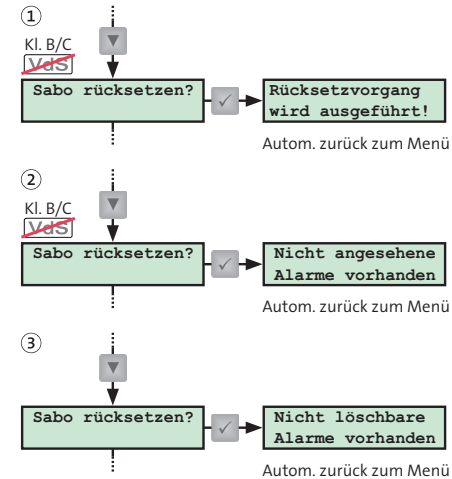 ①
Kl. B/C
VdS
Sabo rücksetzen?
Rücksetzvorgang
wird ausgeführt!
Autom. zurück zum Menü
②
Kl. B/C
VdS
Sabo rücksetzen?
Nicht angesehene
Alarme vorhanden
Autom. zurück zum Menü
③
Sabo rücksetzen?
Nicht löschbare
Alarme vorhanden
Autom. zurück zum Menü